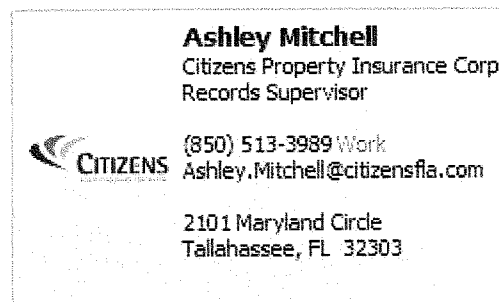 Ashley Mitchell
Citizens Property Insurance Corp
Records Supervisor
(850) 513-3989 Work
CITIZENS
Ashley.Mitchell@citizensfla.com
2101 Maryland Circle
Tallahassee, FL 32303